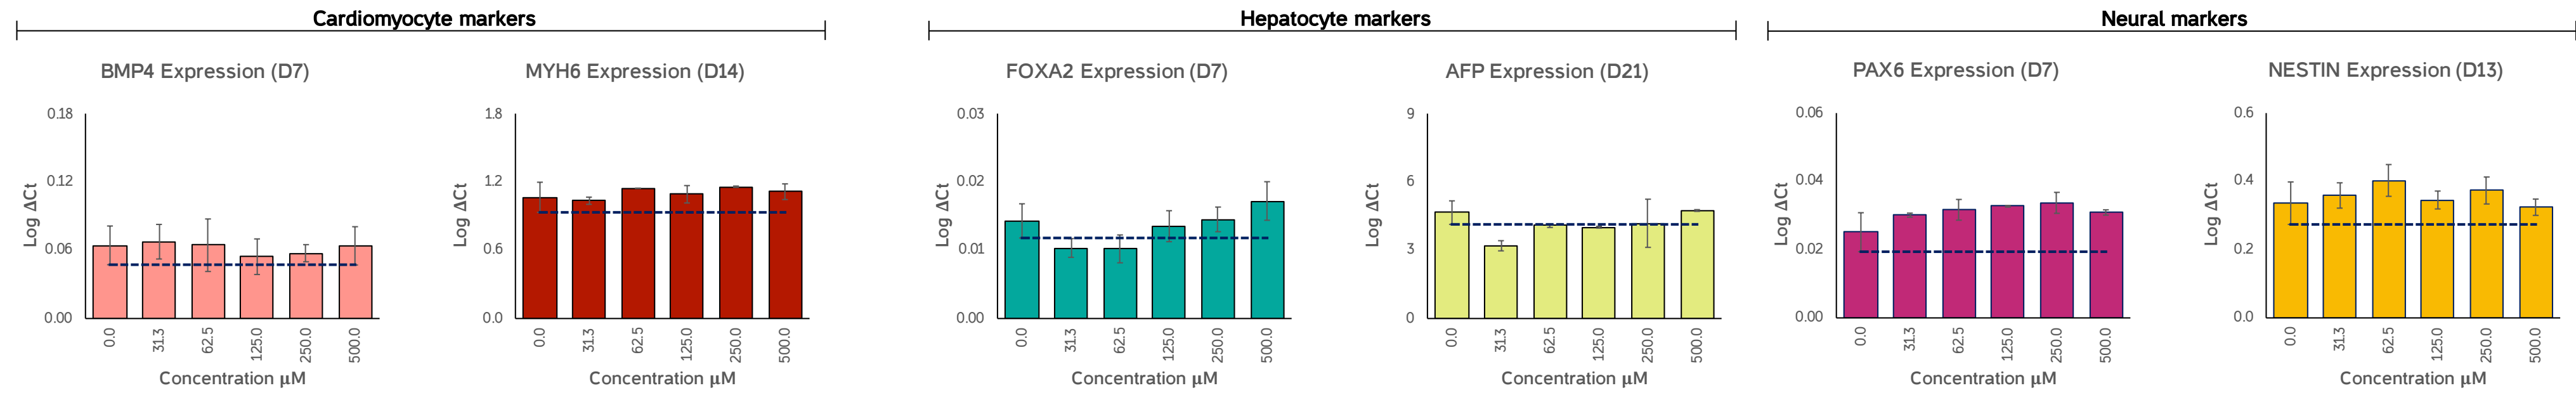 Cardiomyocyte markers
Hepatocyte markers
Neural markers
BMP4 Expression (D7)
0.18
0.12
0.06
0.00
Log ΔCt
0.0 31.3 62.5 125.0 250.0 500.0
Concentration μM
MYH6 Expression (D14)
1.8
1.2
0.6
0.0
Log ΔCt
0.0 31.3 62.5 125.0 250.0 500.0
Concentration μM
FOXA2 Expression (D7)
0.03
0.02
0.01
0.00
Log ΔCt
0.0 31.3 62.5 125.0 250.0 500.0
Concentration μM
AFP Expression (D21)
9
6
3
0
Log ΔCt
0.0 31.3 62.5 125.0 250.0 500.0
Concentration μM
PAX6 Expression (D7)
0.06
0.04
0.02
0.00
Log ΔCt
0.0 31.3 62.5 125.0 250.0 500.0
Concentration μM
NESTIN Expression (D13)
0.6
0.4
0.2
0.0
Log ΔCt
0.0 31.3 62.5 125.0 250.0 500.0
Concentration μM